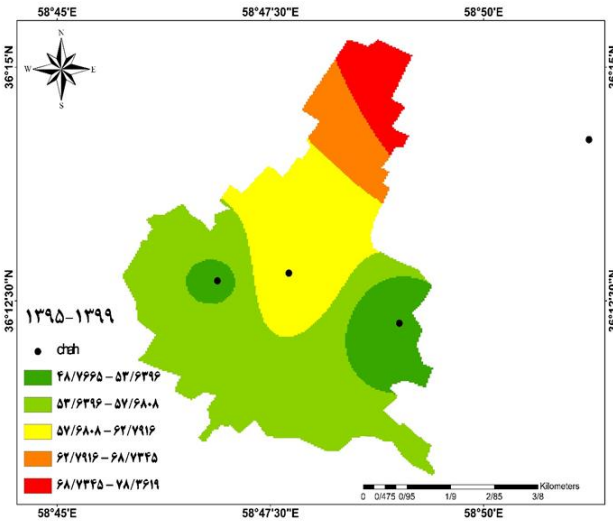 58°45'E 58°47'30"E 58°50'E
36°15'N 36°15'N
N
W E
S
36°12'30"N 36°12'30"N
۱۳۹۵-۱۳۹۹
chah
۴۸/۷۶۶۵ – ۵۳/۶۳۹۶
۵۳/۶۳۹۶ – ۵۷/۶۸۰۸
۵۷/۶۸۰۸ – ۶۲/۷۹۱۶
۶۲/۷۹۱۶ – ۶۸/۷۳۴۵
۶۸/۷۳۴۵ – ۷۸/۳۶۱۹
Kilometers
0 0/475 0/95 1/9 2/85 3/8
58°45'E 58°47'30"E 58°50'E